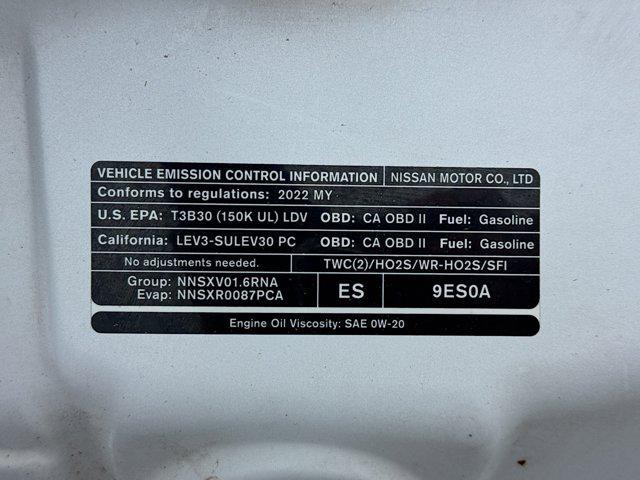 VEHICLE EMISSION CONTROL INFORMATION NISSAN MOTOR CO., LTD
Conforms to regulations: 2022 MY
U.S. EPA: T3B30 (150K UL) LDV OBD: CA OBD II Fuel: Gasoline
California: LEV3-SULEV30 PC OBD: CA OBD II Fuel: Gasoline
No adjustments needed. TWC(2)/HO2S/WR-HO2S/SFI
Group: NNSXV01.6RNA
Evap: NNSXR0087PCA
ES 9ES0A
Engine Oil Viscosity: SAE 0W-20